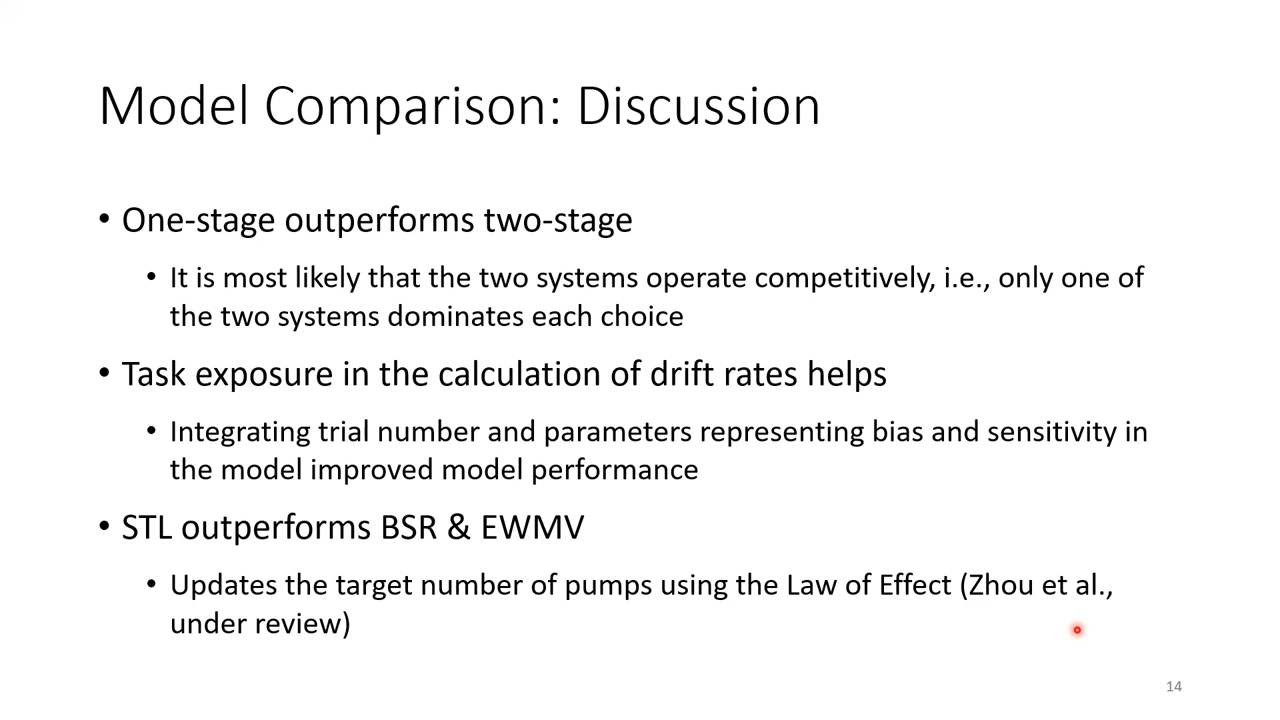 Model Comparison: Discussion
• One-stage outperforms two-stage
• It is most likely that the two systems operate competitively, i.e., only one of
the two systems dominates each choice
• Task exposure in the calculation of drift rates helps
• Integrating trial number and parameters representing bias and sensitivity in
the model improved model performance
• STL outperforms BSR & EWMV
• Updates the target number of pumps using the Law of Effect (Zhou et al.,
under review)
14